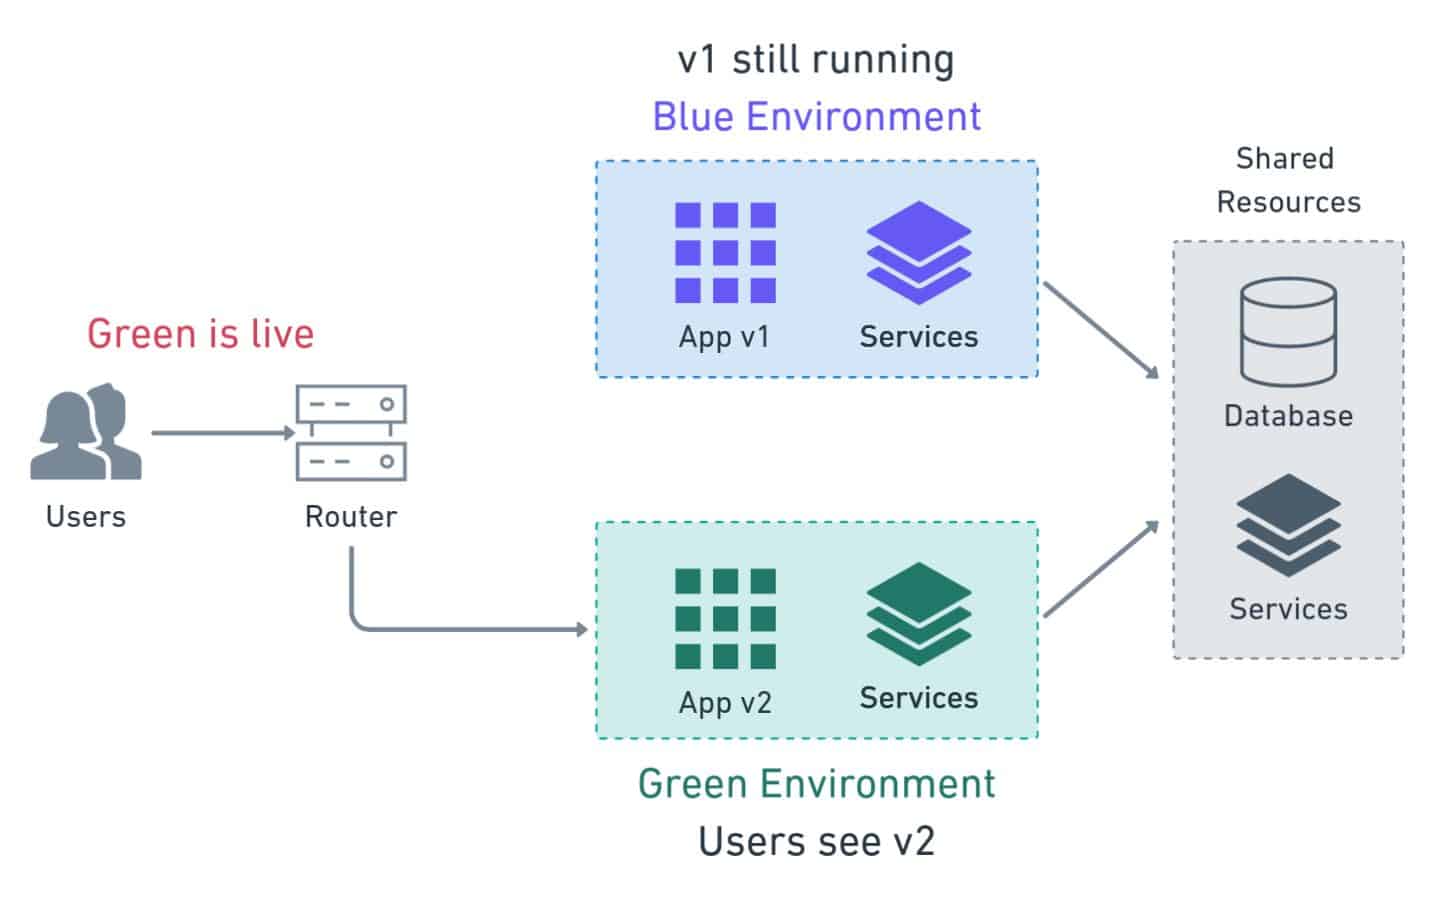 v1 still running
Blue Environment
App v1
Services
Shared
Resources
Database
Services
Green is live
Users
Router
App v2
Services
Green Environment
Users see v2